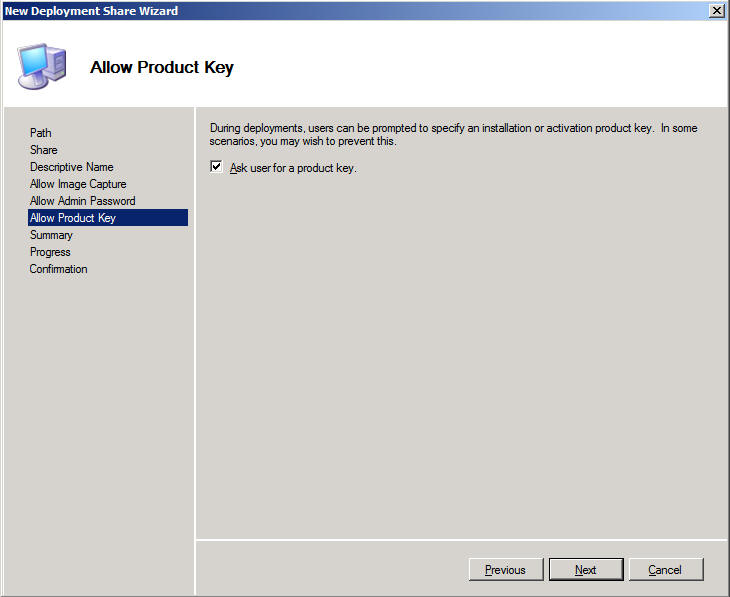 New Deployment Share Wizard
Allow Product Key
Path
Share
Descriptive Name
Allow Image Capture
Allow Admin Password
Allow Product Key
Summary
Progress
Confirmation
During deployments, users can be prompted to specify an installation or activation product key.  In some
scenarios, you may wish to prevent this.
Ask user for a product key.
Previous
Next
Cancel